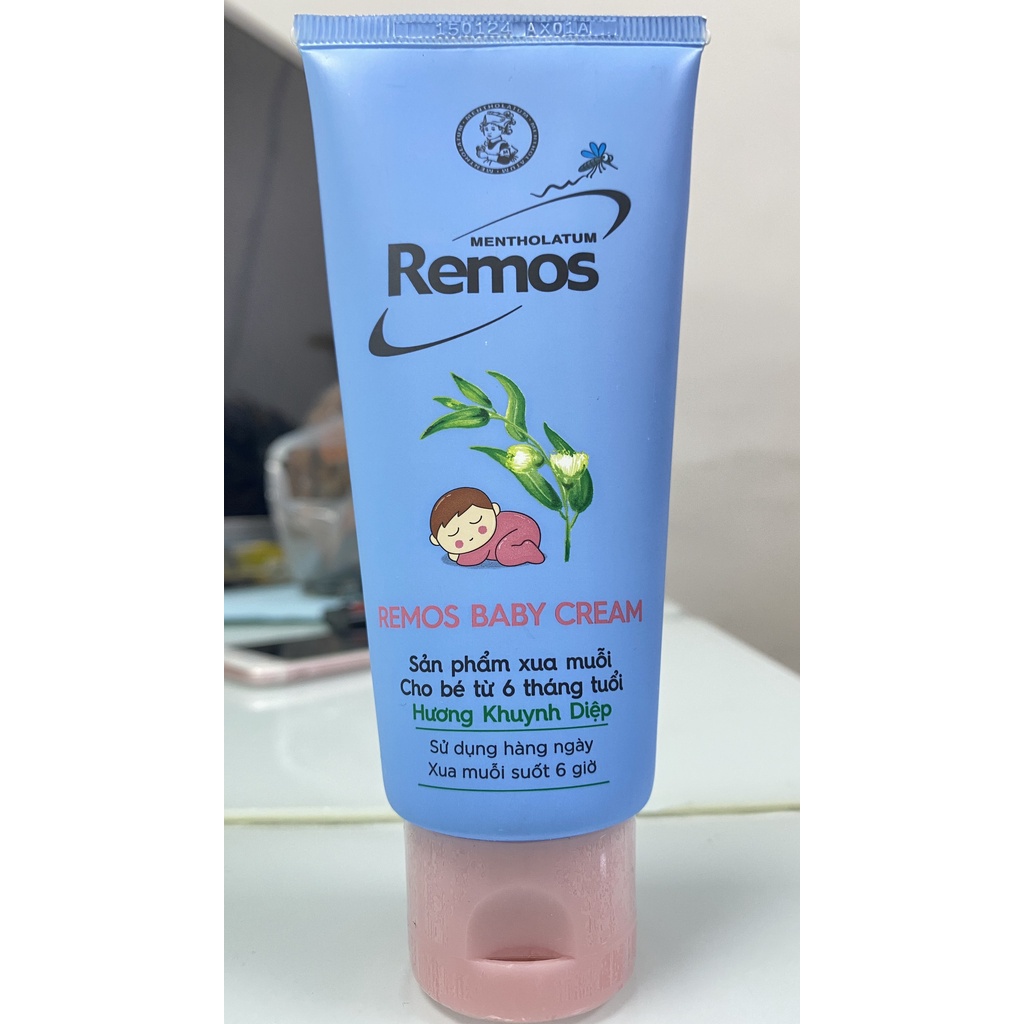 150124 AX01A
MENTHOLATUM
Remos
REMOS BABY CREAM
Sản phẩm xua muỗi
Cho bé từ 6 tháng tuổi
Hương Khuynh Diệp
Sử dụng hàng ngày
Xua muỗi suốt 6 giờ